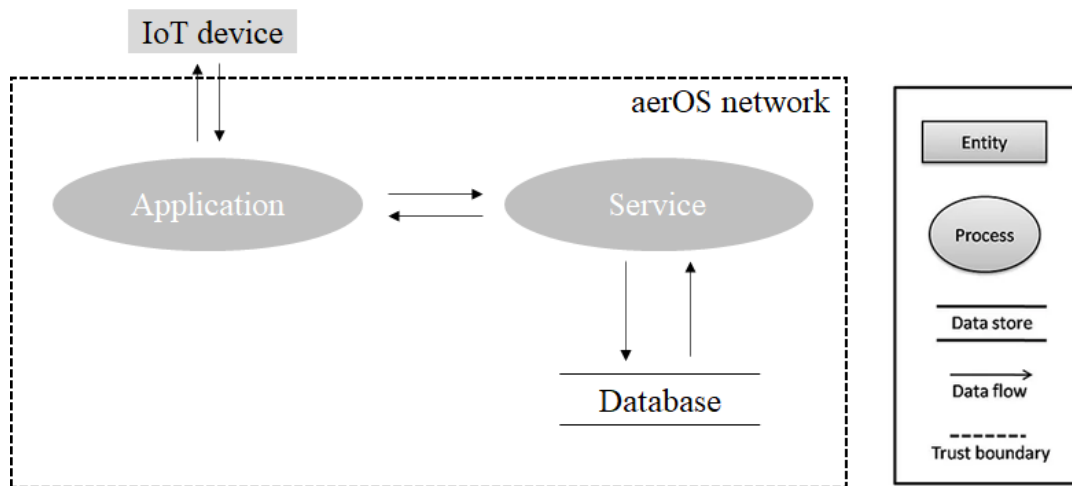 IoT device
aerOS network
Application
Service
Database
Entity
Process
Data store
Data flow
Trust boundary